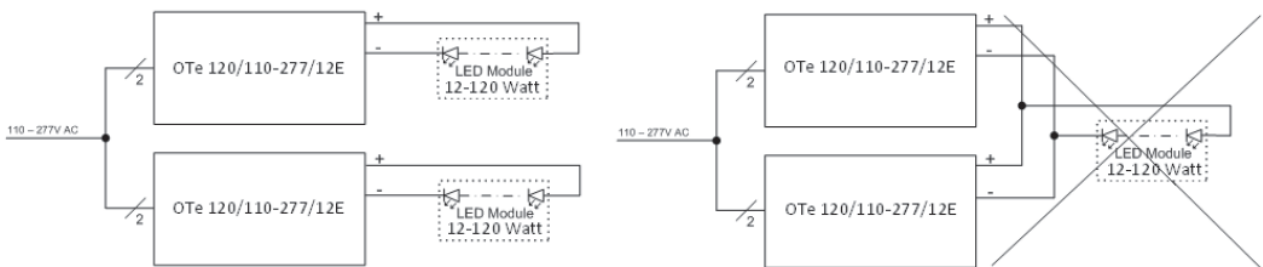 +
OTe 120/110-277/12E
-
2
LED Module
12-120 Watt
110 – 277V AC
+
OTe 120/110-277/12E
-
2
LED Module
12-120 Watt
+
OTe 120/110-277/12E
-
2
110 – 277V AC
LED Module
12-120 Watt
+
OTe 120/110-277/12E
-
2